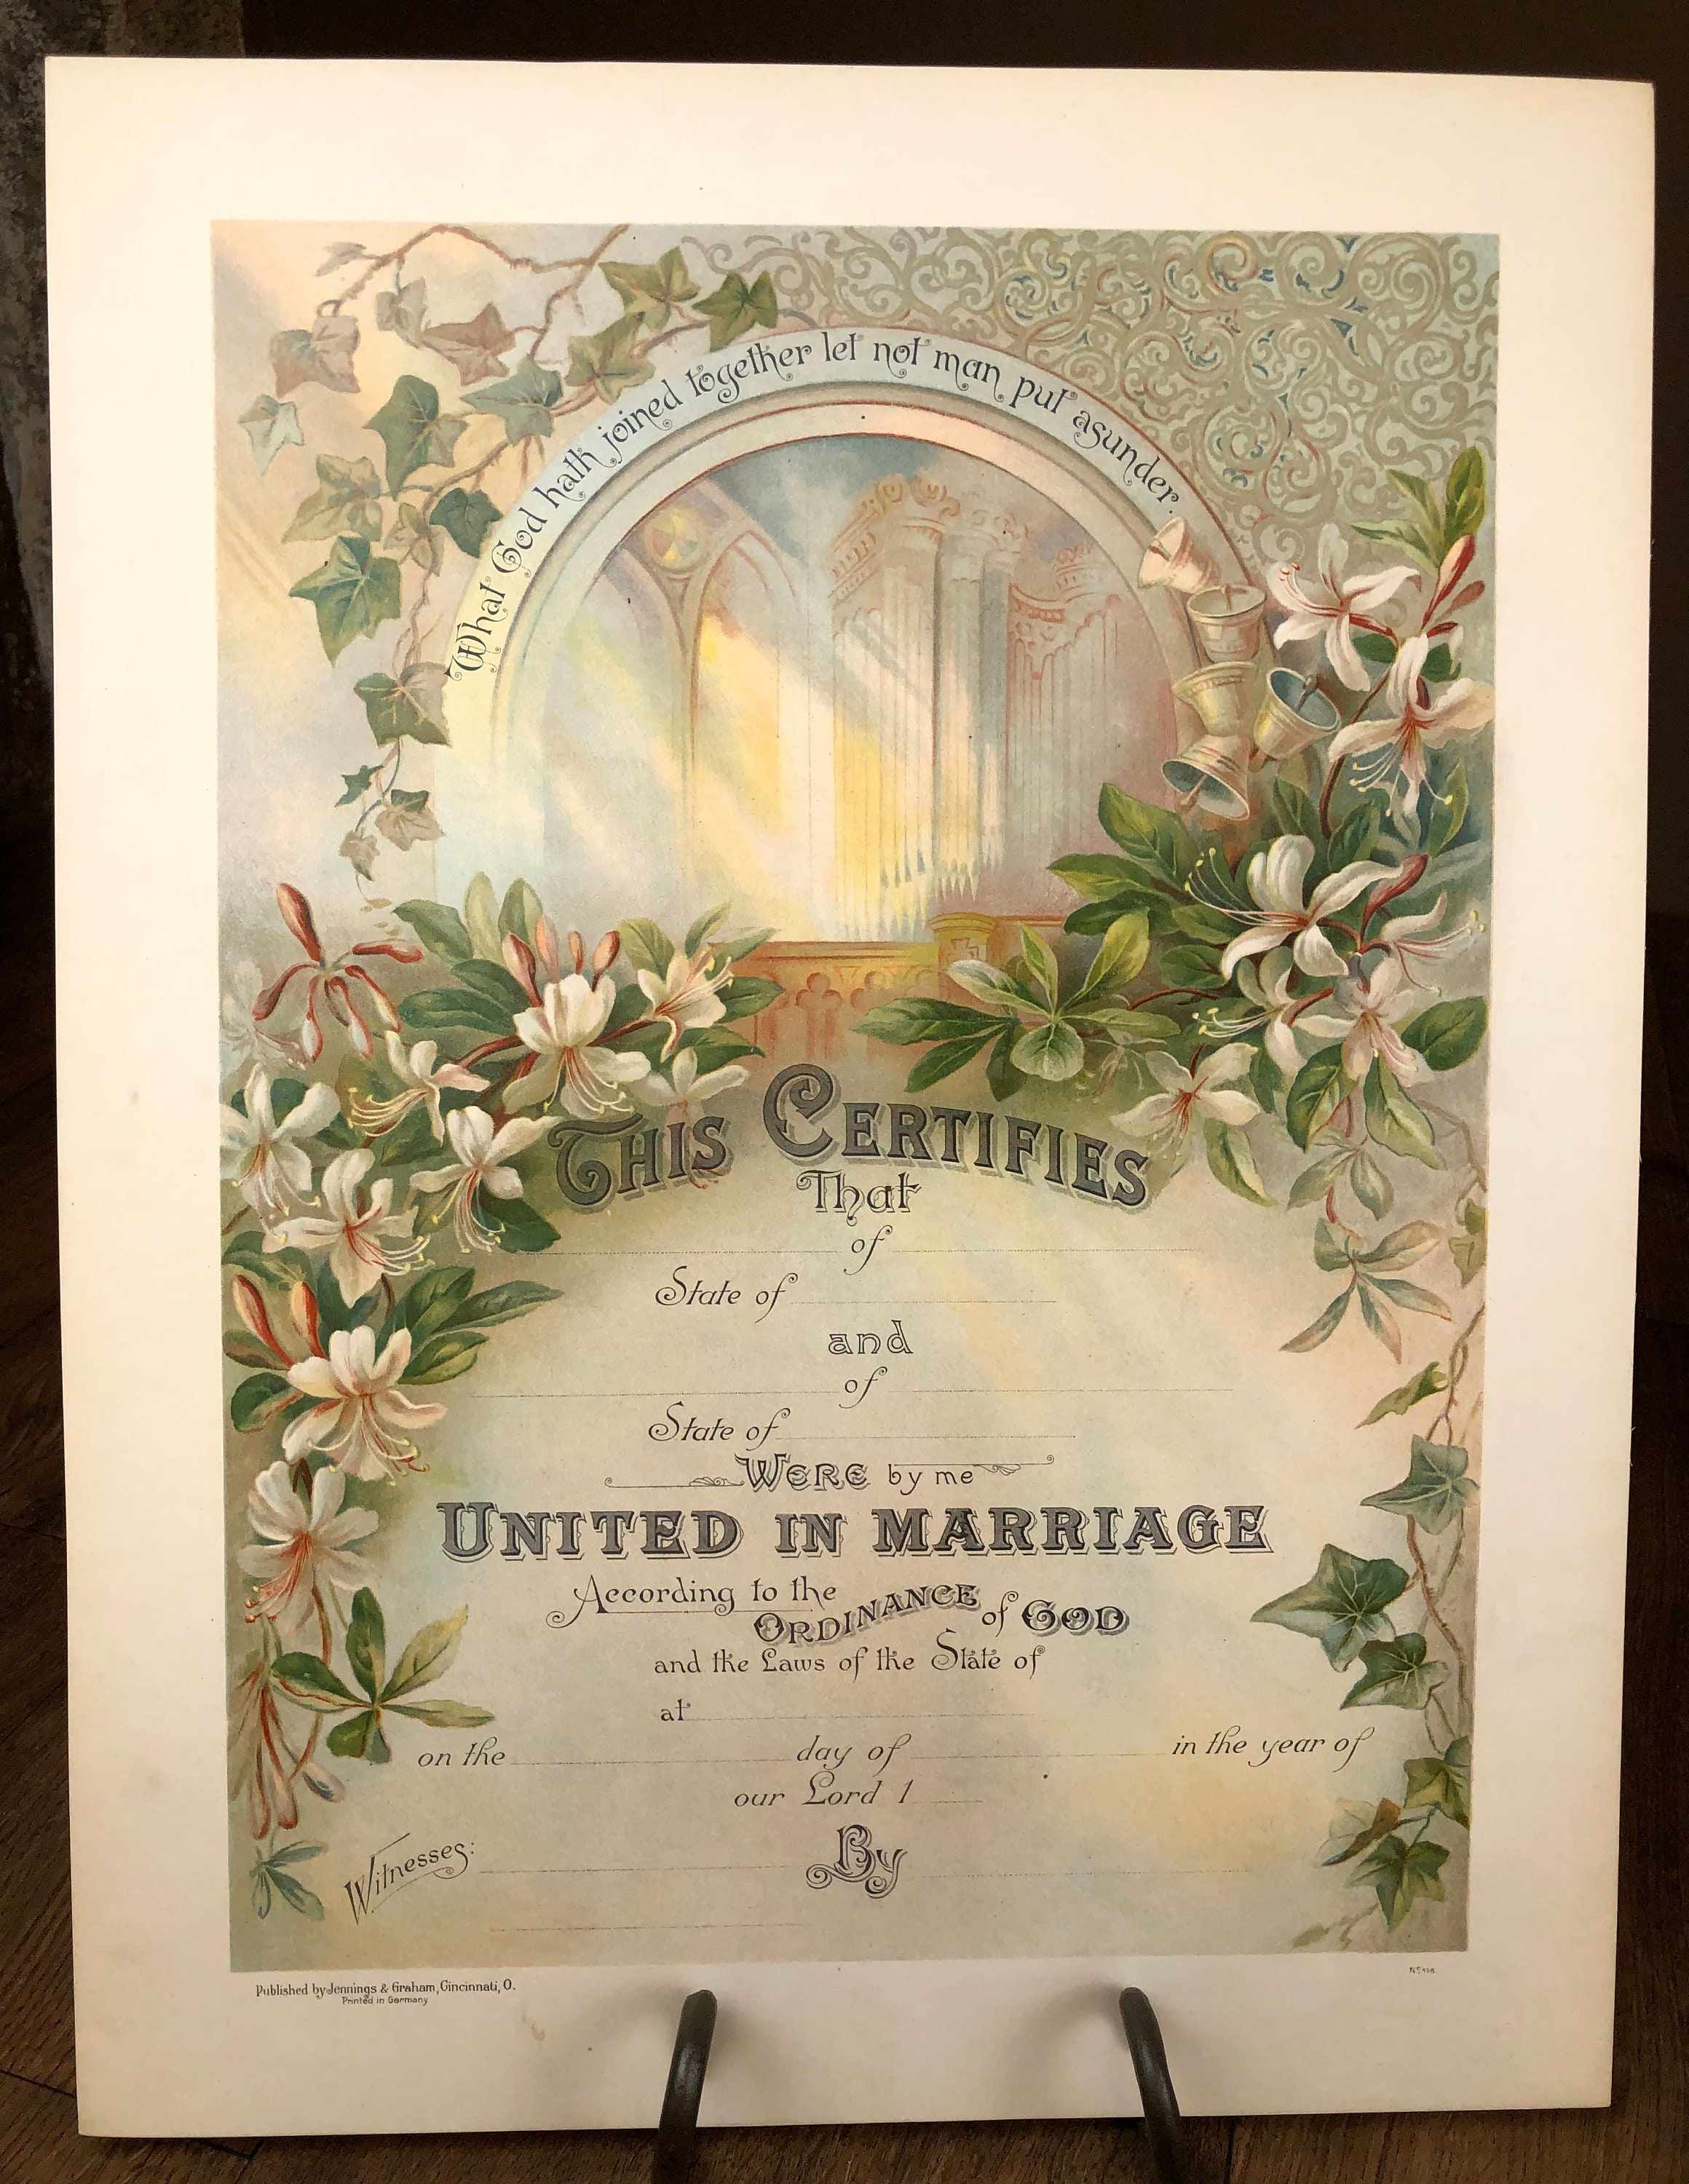 What God hath joined together let not man put asunder.
THIS CERTIFIES
That
of
State of
and
of
State of
WERE by me
UNITED IN MARRIAGE
According to the
ORDINANCE of GOD
and the Laws of the State of
at
on the day of in the year of
our Lord 1
Witnesses: By
Published by Jennings & Graham, Cincinnati, O.
Printed in Germany